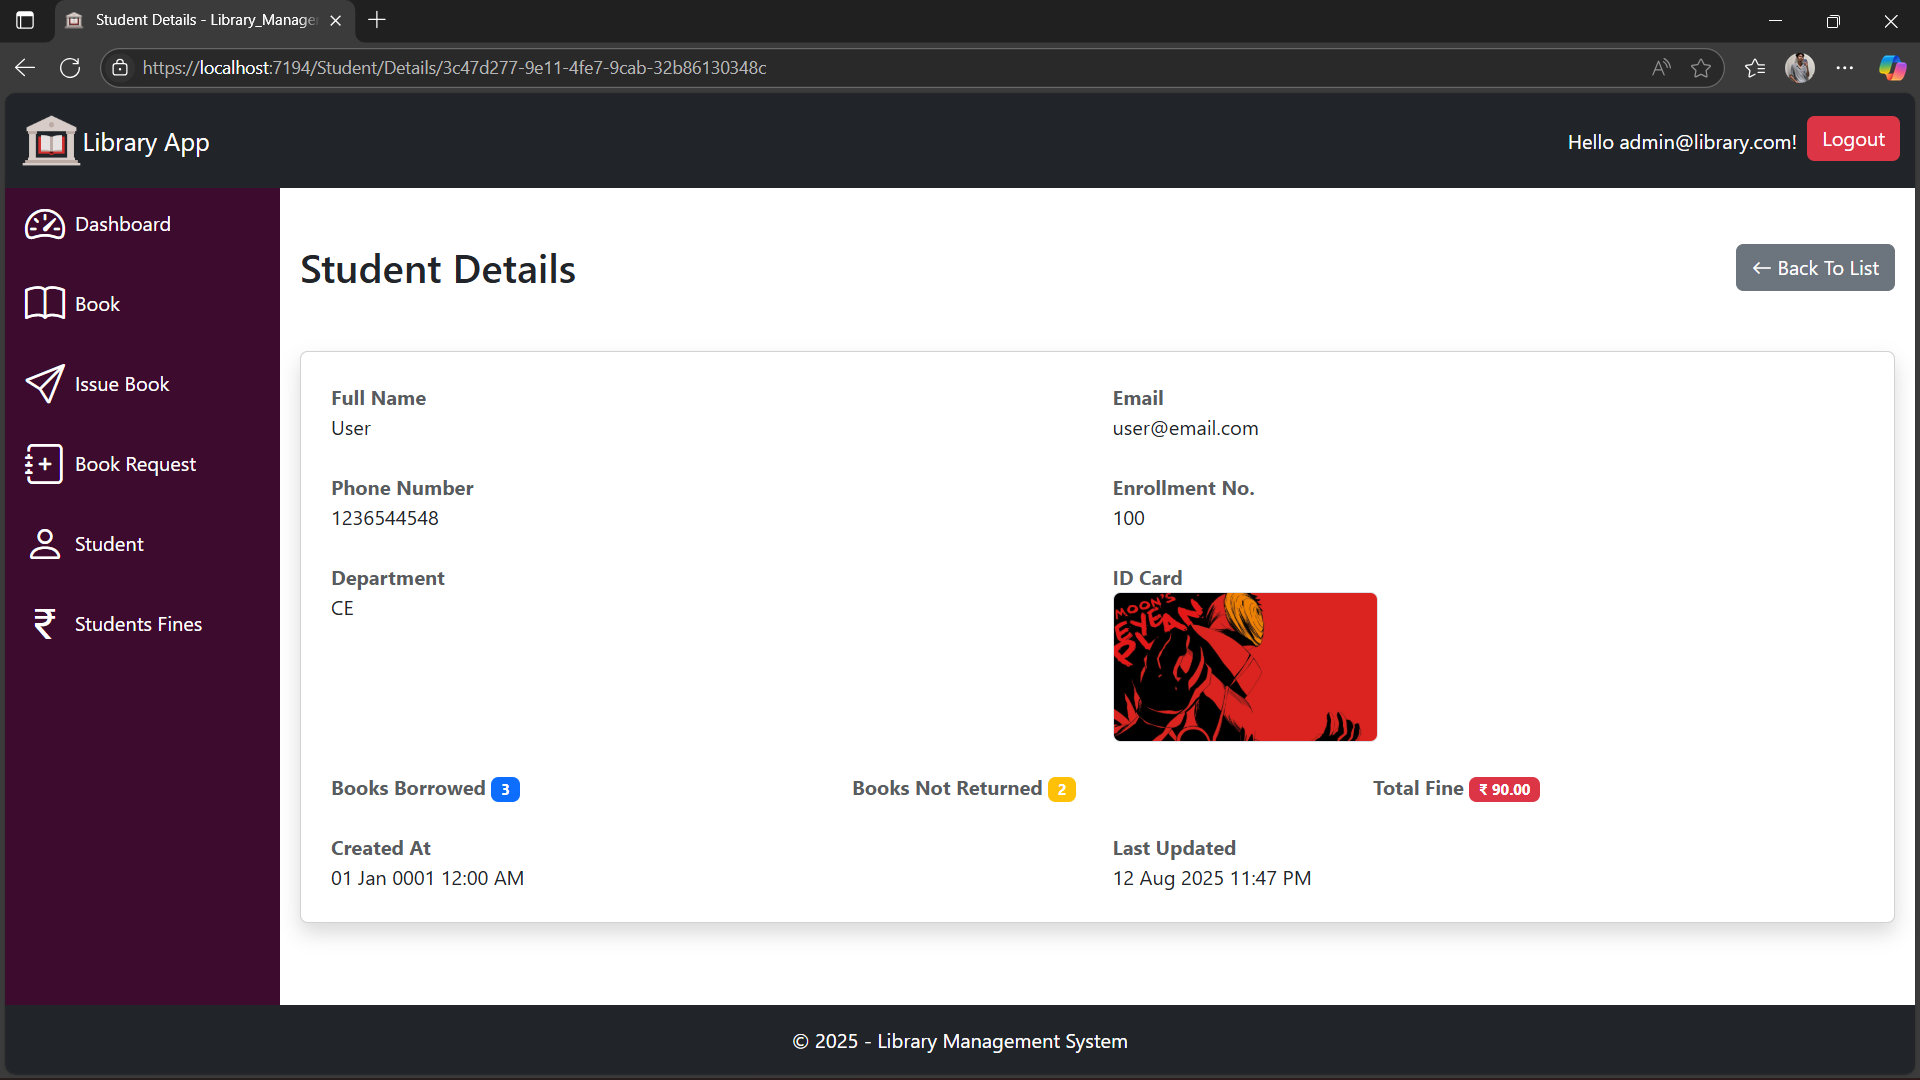 Student Details - Library_Manage
https://localhost:7194/Student/Details/3c47d277-9e11-4fe7-9cab-32b86130348c
Library App
Hello admin@library.com!
Logout
Dashboard
Book
Issue Book
Book Request
Student
Students Fines
Student Details
← Back To List
Full Name
User
Email
user@email.com
Phone Number
1236544548
Enrollment No.
100
Department
CE
ID Card
MOON'S
EYE
PLAN
Books Borrowed 3
Books Not Returned 2
Total Fine ₹ 90.00
Created At
01 Jan 0001 12:00 AM
Last Updated
12 Aug 2025 11:47 PM
© 2025 - Library Management System